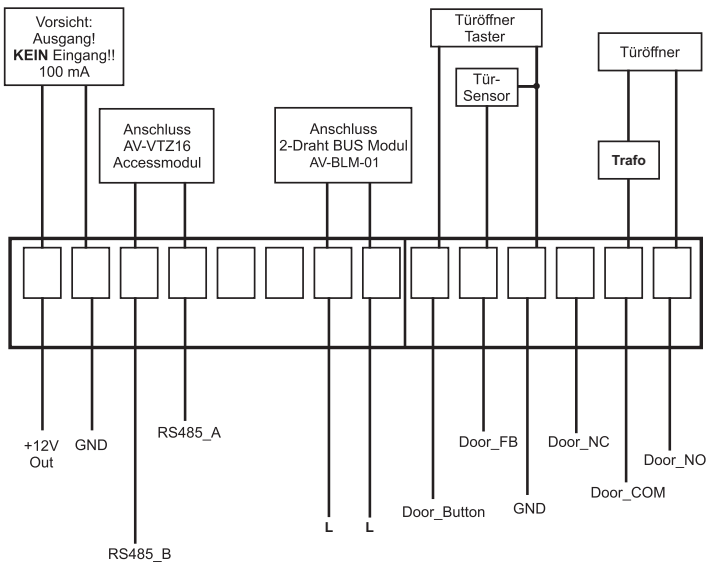 Vorsicht:
Ausgang!
KEIN Eingang!!
100 mA
Anschluss
AV-VTZ16
Accessmodul
Anschluss
2-Draht BUS Modul
AV-BLM-01
Türöffner
Taster
Tür-
Sensor
Türöffner
Trafo
+12V
Out
GND
RS485_B
RS485_A
L
L
Door_Button
Door_FB
GND
Door_NC
Door_COM
Door_NO